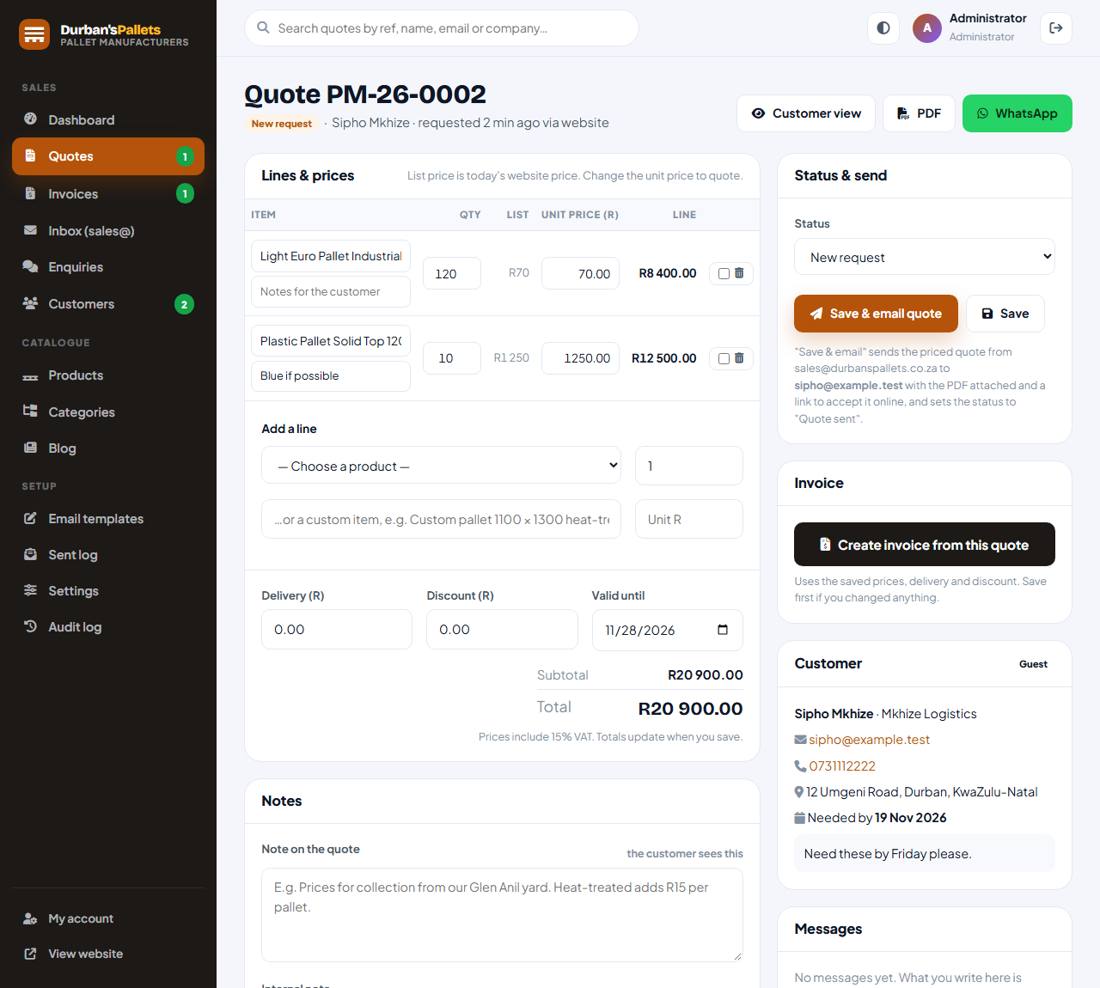 Durban'sPallets
PALLET MANUFACTURERS
SALES
Dashboard
Quotes 1
Invoices 1
Inbox (sales@)
Enquiries
Customers 2
CATALOGUE
Products
Categories
Blog
SETUP
Email templates
Sent log
Settings
Audit log
My account
View website
Search quotes by ref, name, email or company...
A
Administrator
Administrator
Quote PM-26-0002
New request · Sipho Mkhize · requested 2 min ago via website
Customer view
PDF
WhatsApp
Lines & prices
List price is today's website price. Change the unit price to quote.
ITEM QTY LIST UNIT PRICE (R) LINE
Light Euro Pallet Industrial
120 R70 70.00 R8 400.00
Notes for the customer
Plastic Pallet Solid Top 120
10 R1 250 1250.00 R12 500.00
Blue if possible
Add a line
— Choose a product —
1
...or a custom item, e.g. Custom pallet 1100 × 1300 heat-tre
Unit R
Delivery (R) Discount (R) Valid until
0.00 0.00 11/28/2026
Subtotal R20 900.00
Total R20 900.00
Prices include 15% VAT. Totals update when you save.
Notes
Note on the quote
the customer sees this
E.g. Prices for collection from our Glen Anil yard. Heat-treated adds R15 per
pallet.
Internal note
Status & send
Status
New request
Save & email quote
Save
"Save & email" sends the priced quote from
sales@durbanspallets.co.za to
sipho@example.test with the PDF attached and a
link to accept it online, and sets the status to
"Quote sent".
Invoice
Create invoice from this quote
Uses the saved prices, delivery and discount. Save
first if you changed anything.
Customer
Guest
Sipho Mkhize · Mkhize Logistics
sipho@example.test
0731112222
12 Umgeni Road, Durban, KwaZulu-Natal
Needed by 19 Nov 2026
Need these by Friday please.
Messages
No messages yet. What you write here is